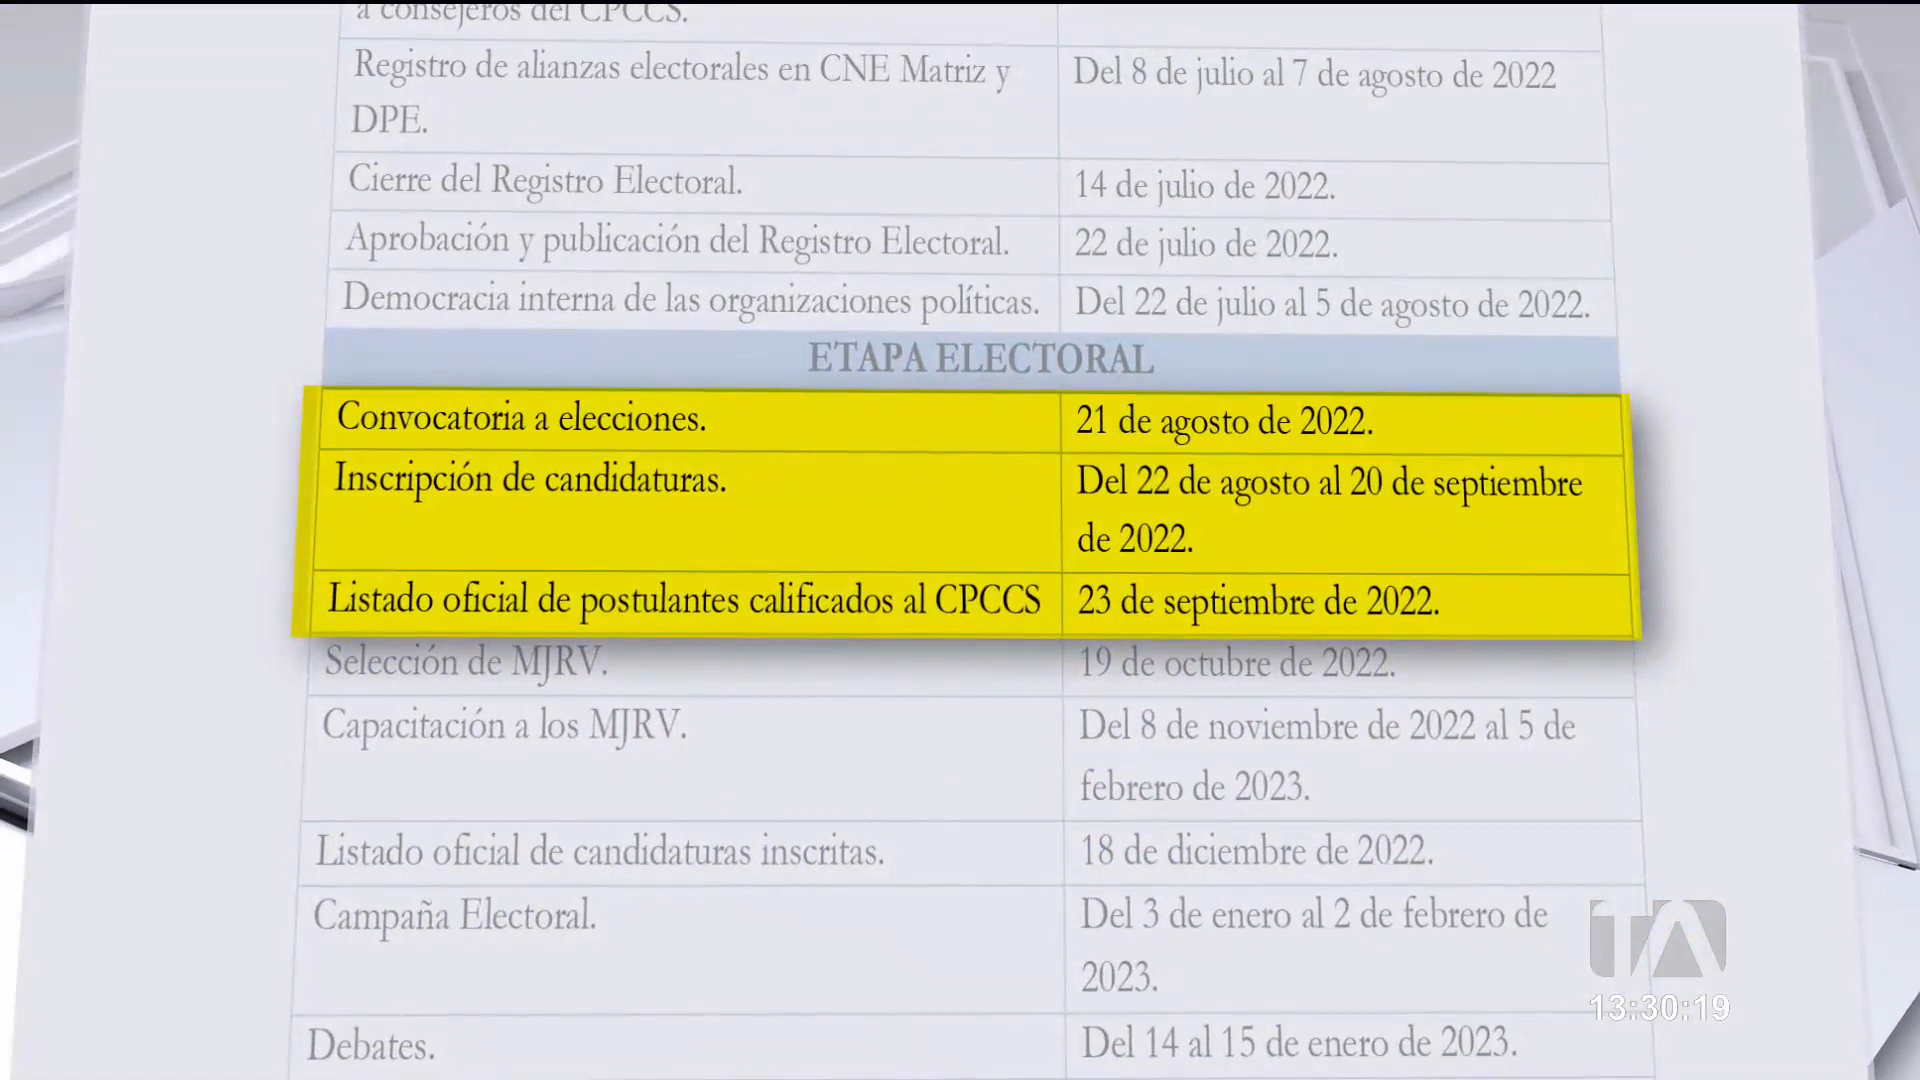 a consejeros del CPCCS.
Registro de alianzas electorales en CNE Matriz y
DPE.
Del 8 de julio al 7 de agosto de 2022
Cierre del Registro Electoral.
14 de julio de 2022.
Aprobación y publicación del Registro Electoral.
22 de julio de 2022.
Democracia interna de las organizaciones políticas.
Del 22 de julio al 5 de agosto de 2022.
ETAPA ELECTORAL
Convocatoria a elecciones.
21 de agosto de 2022.
Inscripción de candidaturas.
Del 22 de agosto al 20 de septiembre
de 2022.
Listado oficial de postulantes calificados al CPCCS
23 de septiembre de 2022.
Selección de MJRV.
19 de octubre de 2022.
Capacitación a los MJRV.
Del 8 de noviembre de 2022 al 5 de
febrero de 2023.
Listado oficial de candidaturas inscritas.
18 de diciembre de 2022.
Campaña Electoral.
Del 3 de enero al 2 de febrero de
2023.
Debates.
Del 14 al 15 de enero de 2023.
TA
13:30:19